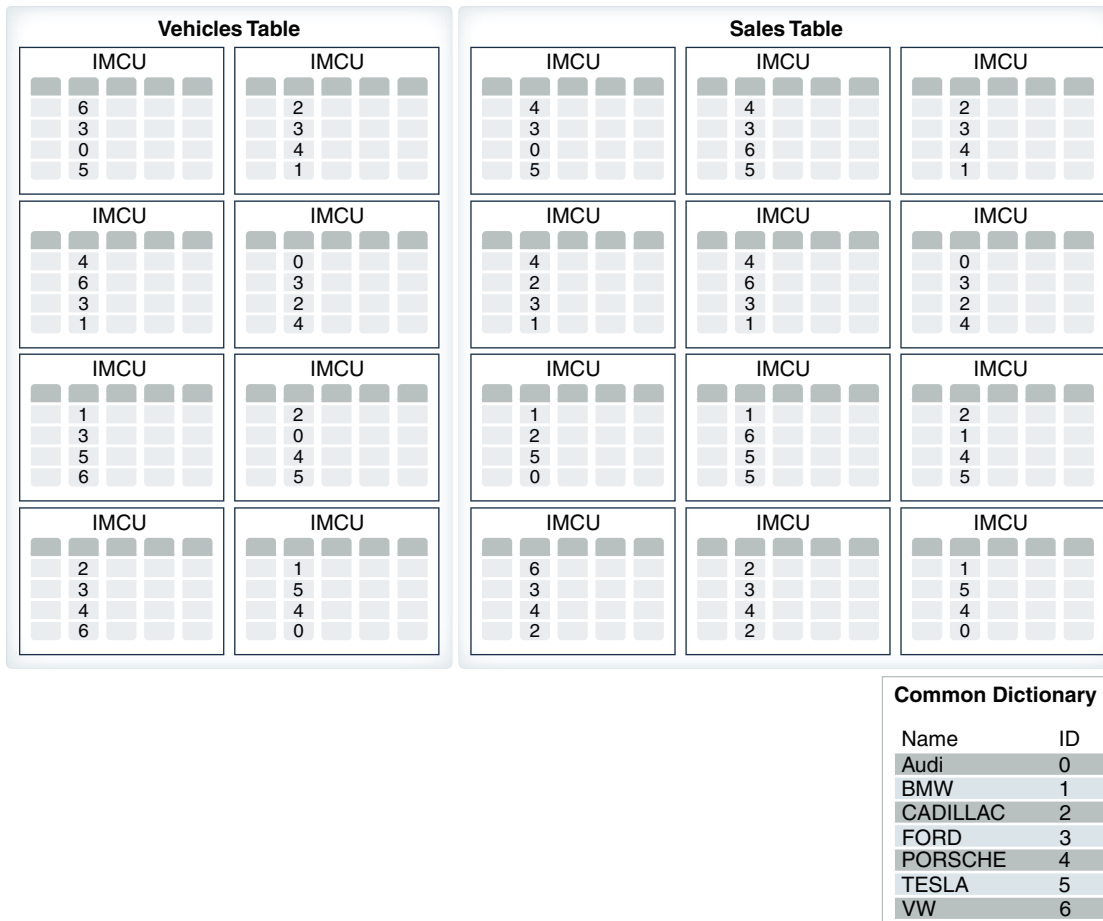 Vehicles Table
IMCU IMCU
6 2
3 3
0 4
5 1
IMCU IMCU
4 0
6 3
3 2
1 4
IMCU IMCU
1 2
3 0
5 4
6 5
IMCU IMCU
2 1
3 5
4 4
6 0
Sales Table
IMCU IMCU IMCU
4 4 2
3 3 3
0 6 4
5 5 1
IMCU IMCU IMCU
4 4 0
2 6 3
3 3 2
1 1 4
IMCU IMCU IMCU
1 1 2
2 6 1
5 5 4
0 5 5
IMCU IMCU IMCU
6 2 1
3 3 5
4 4 4
2 2 0
Common Dictionary
Name ID
Audi 0
BMW 1
CADILLAC 2
FORD 3
PORSCHE 4
TESLA 5
VW 6